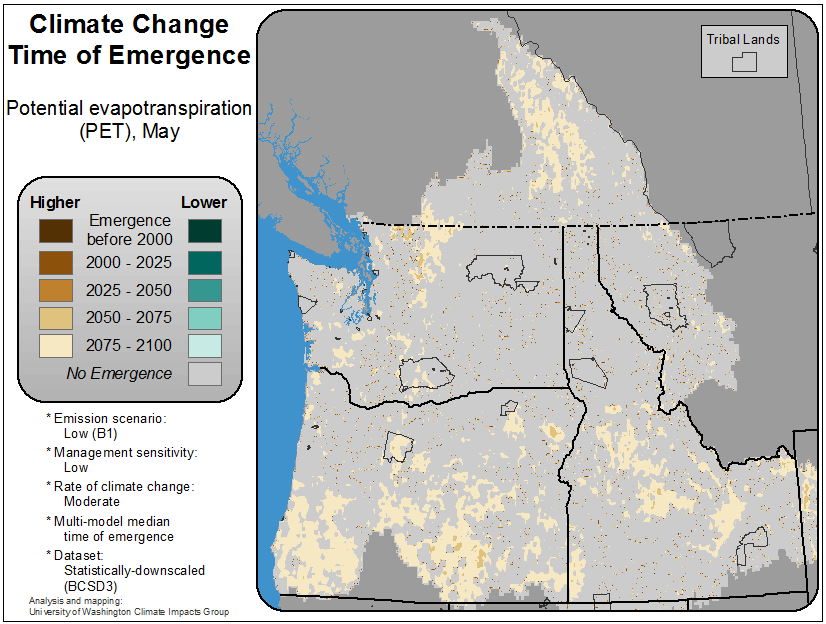 Climate Change
Time of Emergence
Potential evapotranspiration
(PET), May
Higher
Lower
Emergence
before 2000
2000 - 2025
2025 - 2050
2050 - 2075
2075 - 2100
No Emergence
* Emission scenario:
Low (B1)
* Management sensitivity:
Low
* Rate of climate change:
Moderate
* Multi-model median
time of emergence
* Dataset:
Statistically-downscaled
(BCSD3)
Analysis and mapping:
University of Washington Climate Impacts Group
Tribal Lands